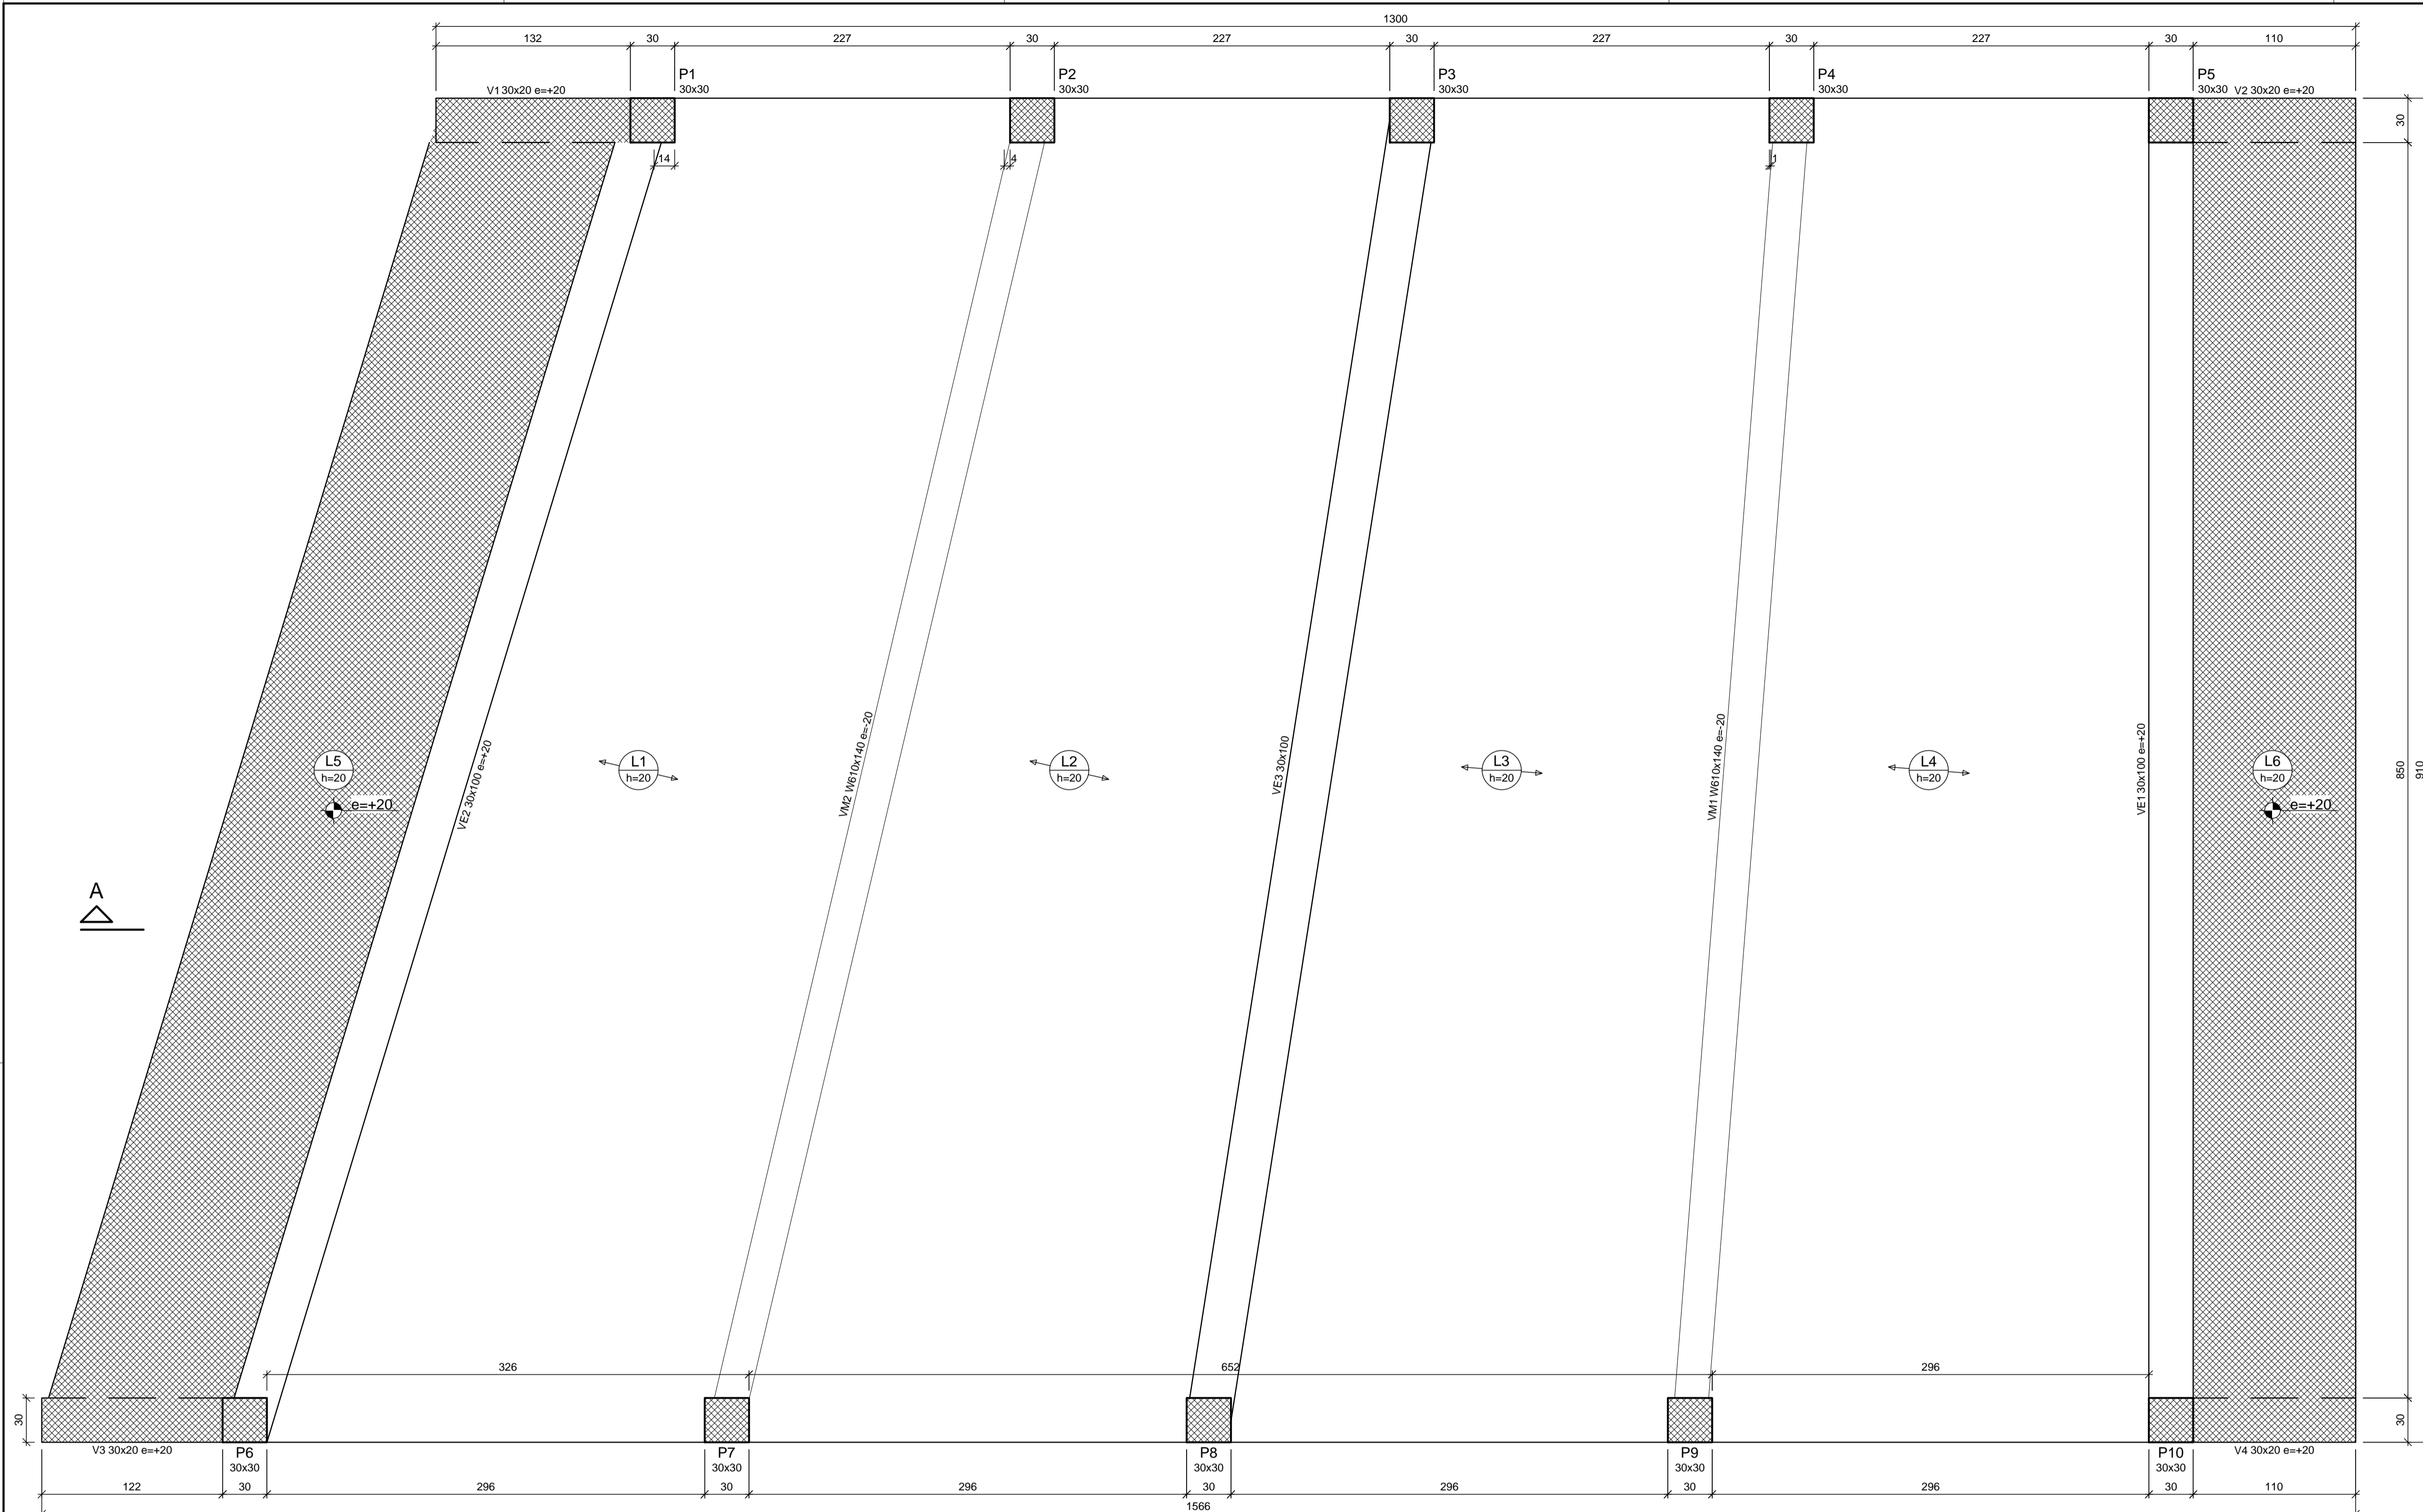 1300
132 30 227 30 227 30 227 30 227 30 110
P1 P2 P3 P4 P5
30x30 30x30 30x30 30x30 30x30
V1 30x20 e=+20
V2 30x20 e=+20
30
14 4 1
L5
h=20
e=+20
VE2 30x100 e=+20
L1
h=20
VM2 W610x140 e=-20
L2
h=20
VE3 30x100
L3
h=20
VM1 W610x140 e=-20
L4
h=20
VE1 30x100 e=+20
L6
h=20
e=+20
850
910
A
326 652 296
30
30
V3 30x20 e=+20
P6 P7 P8 P9 P10
30x30 30x30 30x30 30x30 30x30
V4 30x20 e=+20
122 30 296 30 296 30 296 30 296 30 110
1566